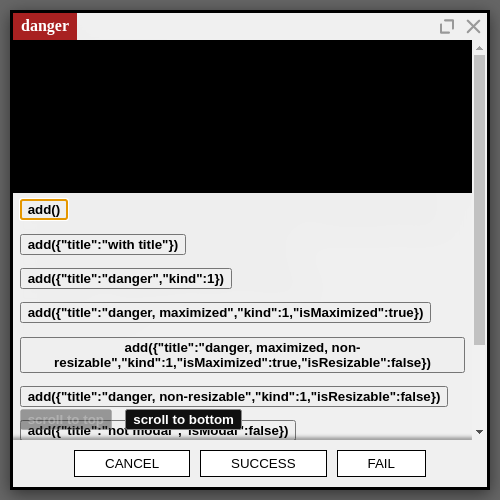 danger
add()
add({"title":"with title"})
add({"title":"danger","kind":1})
add({"title":"danger, maximized","kind":1,"isMaximized":true})
add({"title":"danger, maximized, non-
resizable","kind":1,"isMaximized":true,"isResizable":false})
add({"title":"danger, non-resizable","kind":1,"isResizable":false})
scroll to top
scroll to bottom
add({"title":"not modal","isModal":false})
CANCEL
SUCCESS
FAIL